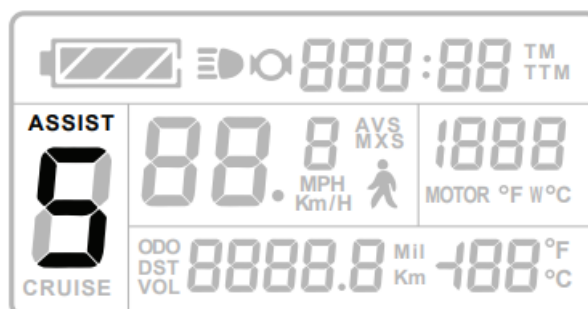 888:88 TM
TTM
ASSIST
5
CRUISE
88.8 AVS
MXS
MPH
Km/H
1888
MOTOR °F W°C
ODO
DST
VOL
8888.8 Mil
Km
-188 °F
°C